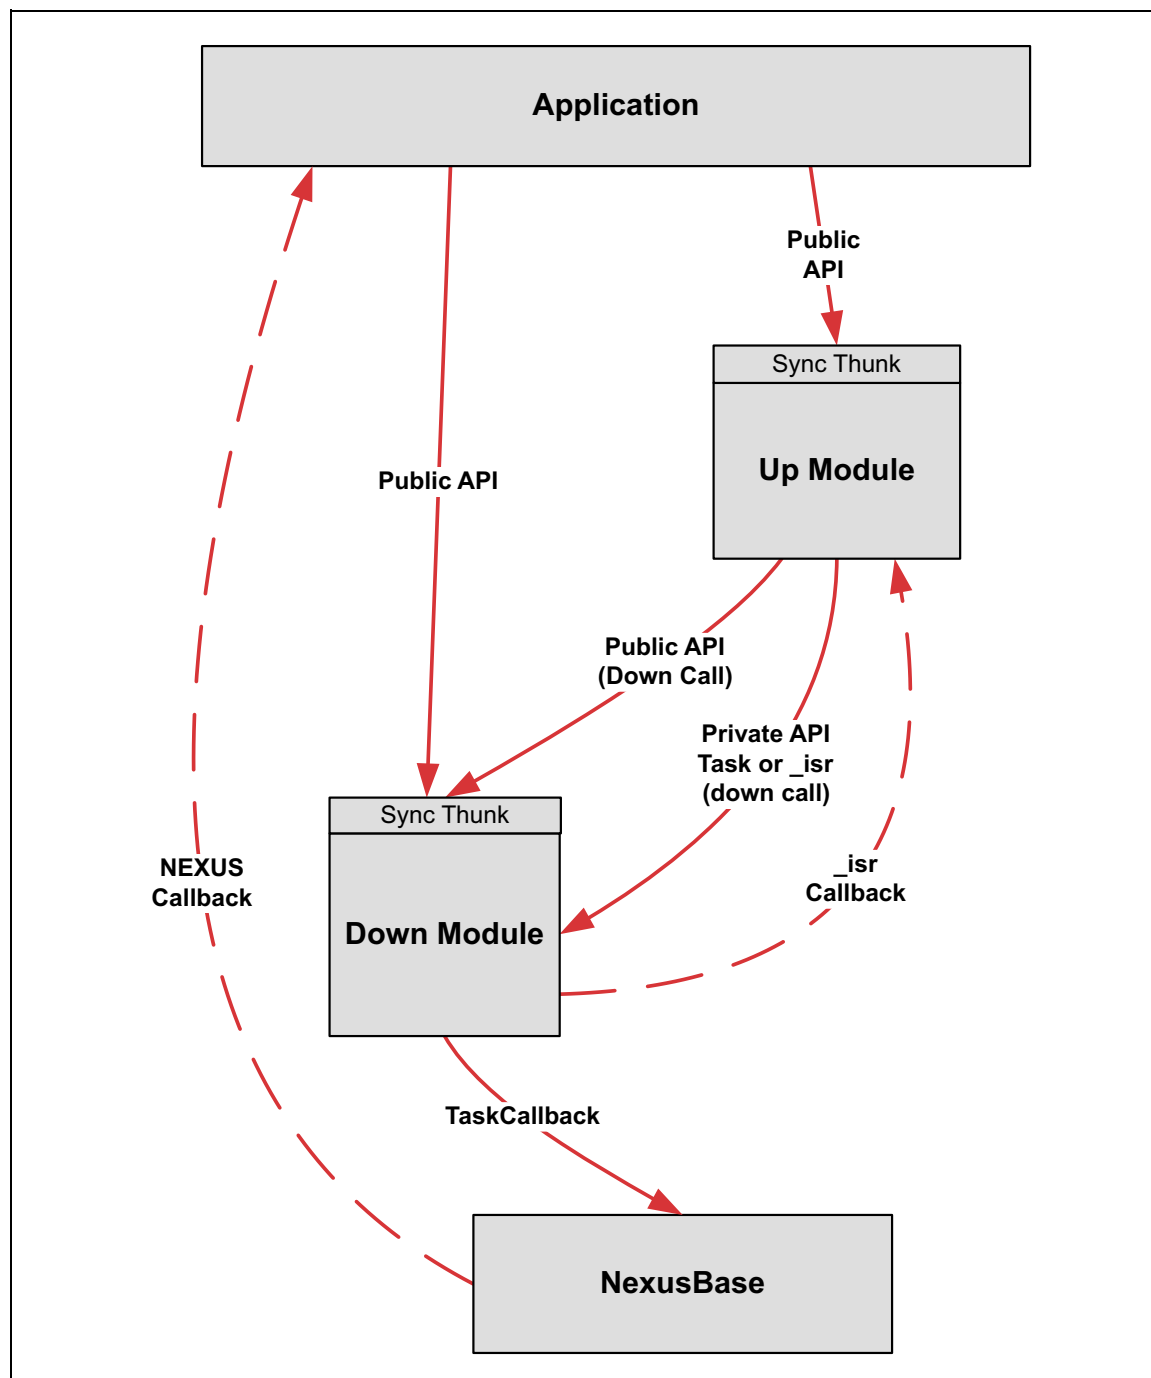 Application
Public
API
Sync Thunk
Up Module
Public API
Public API
(Down Call)
Private API
Task or _isr
(down call)
Sync Thunk
Down Module
NEXUS
Callback
_isr
Callback
TaskCallback
NexusBase